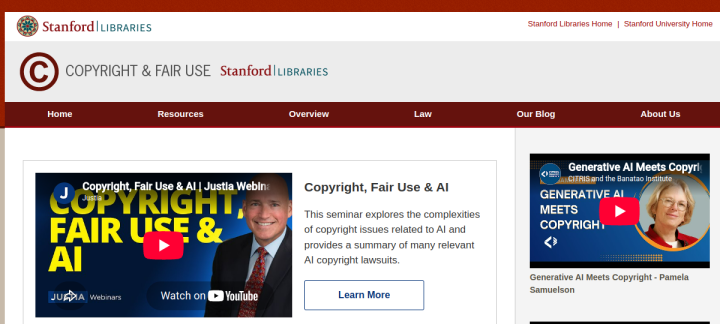 Stanford LIBRARIES
Stanford Libraries Home | Stanford University Home
© COPYRIGHT & FAIR USE Stanford LIBRARIES
Home Resources Overview Law Our Blog About Us
J Copyright, Fair Use & AI | Justia Webin
Justia
COPYRIGHT,
FAIR USE &
AI
JUSTIA Webinars
Watch on YouTube
Copyright, Fair Use & AI
This seminar explores the complexities
of copyright issues related to AI and
provides a summary of many relevant
AI copyright lawsuits.
Learn More
Generative AI Meets Copyri
CITRIS and the Banatao Institute
GENERATIVE AI
MEETS
COPYRIGHT
Generative AI Meets Copyright - Pamela
Samuelson